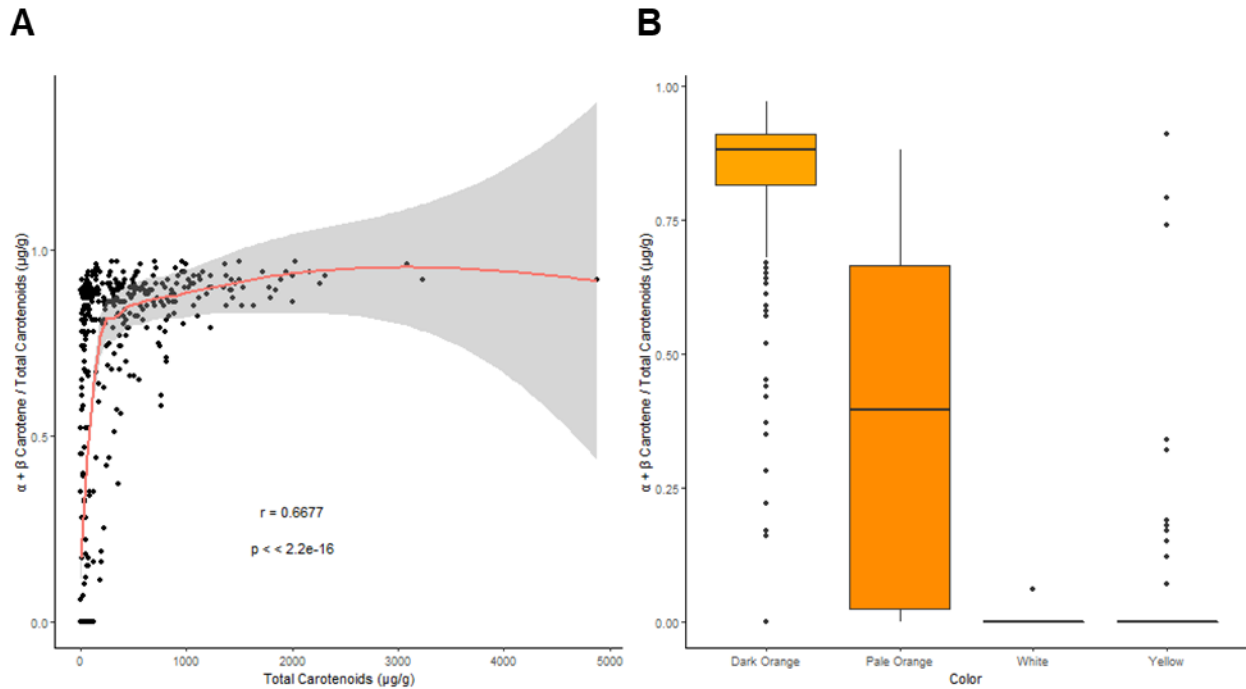 A
α + β Carotene / Total Carotenoids (µg/g)
1.0
0.5
0.0
r = 0.6677
p < < 2.2e-16
0 1000 2000 3000 4000 5000
Total Carotenoids (µg/g)
B
α + β Carotene / Total Carotenoids (µg/g)
1.00
0.75
0.50
0.25
0.00
Dark Orange Pale Orange White Yellow
Color